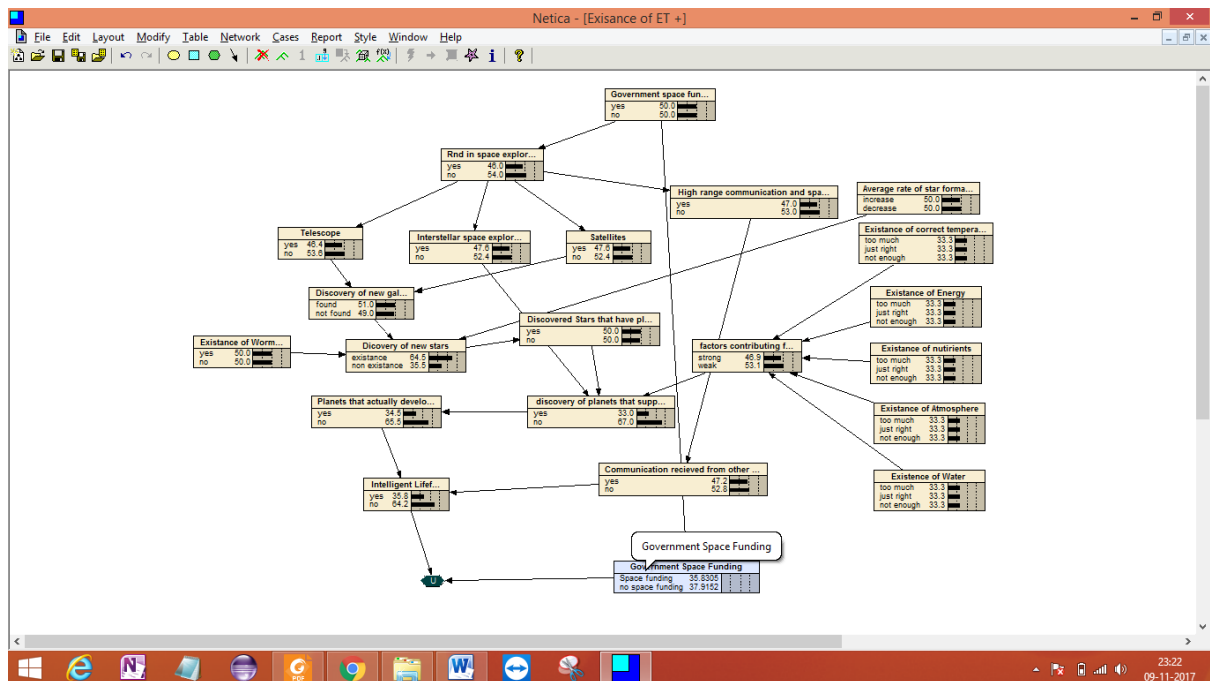 Netica - [Exisance of ET +]
File Edit Layout Modify Table Network Cases Report Style Window Help
Government space fun...
yes 50.0
no 50.0
Rnd in space explor...
yes 46.0
no 54.0
High range communication and spa...
yes 47.0
no 53.0
Average rate of star forma...
increase 50.0
decrease 50.0
Telescope
yes 46.4
no 53.6
Interstellar space explor...
yes 47.6
no 52.4
Satellites
yes 47.6
no 52.4
Existance of correct tempera...
too much 33.3
just right 33.3
not enough 33.3
Discovery of new gal...
found 51.0
not found 49.0
Existance of Energy
too much 33.3
just right 33.3
not enough 33.3
Discovered Stars that have pl...
yes 50.0
no 50.0
Existance of Worm...
yes 50.0
no 50.0
Dicovery of new stars
existance 64.5
non existance 35.5
factors contributing f...
strong 46.9
weak 53.1
Existance of nutirients
too much 33.3
just right 33.3
not enough 33.3
Planets that actually develo...
yes 34.5
no 65.5
discovery of planets that supp...
yes 33.0
no 67.0
Existance of Atmosphere
too much 33.3
just right 33.3
not enough 33.3
Communication recieved from other ...
yes 47.2
no 52.8
Intelligent Lifef...
yes 35.8
no 64.2
Existence of Water
too much 33.3
just right 33.3
not enough 33.3
Government Space Funding
Government Space Funding
Space funding 35.8305
no space funding 37.9152
U
23:22
09-11-2017